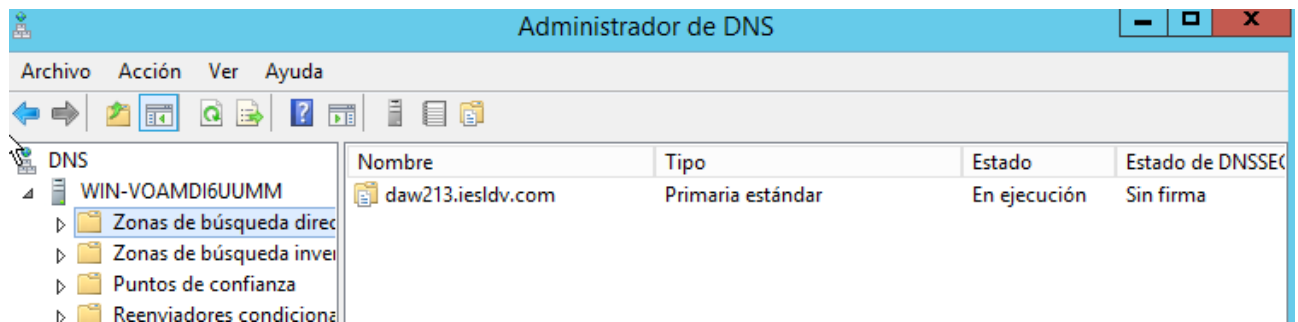 Administrador de DNS
Archivo Acción Ver Ayuda
DNS
WIN-VOAMDI6UUMM
Zonas de búsqueda direc
Zonas de búsqueda inver
Puntos de confianza
Reenviadores condiciona
Nombre Tipo Estado Estado de DNSSEC
daw213.iesldv.com Primaria estándar En ejecución Sin firma